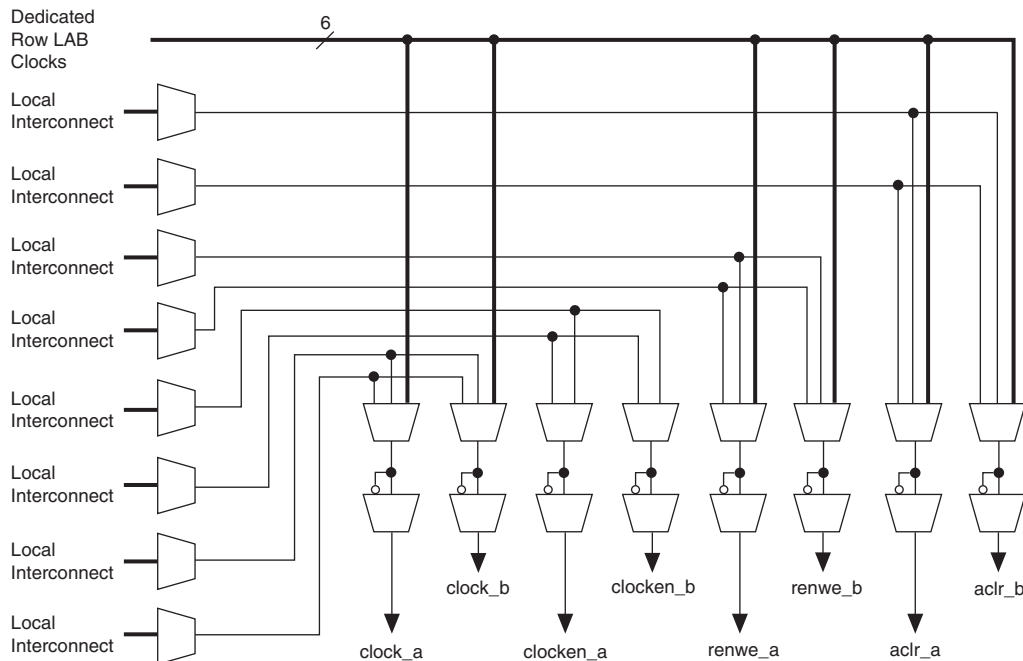 Dedicated
Row LAB
Clocks
6
Local
Interconnect
Local
Interconnect
Local
Interconnect
Local
Interconnect
Local
Interconnect
Local
Interconnect
Local
Interconnect
Local
Interconnect
clock_b
clocken_b
renwe_b
aclr_b
clock_a
clocken_a
renwe_a
aclr_a